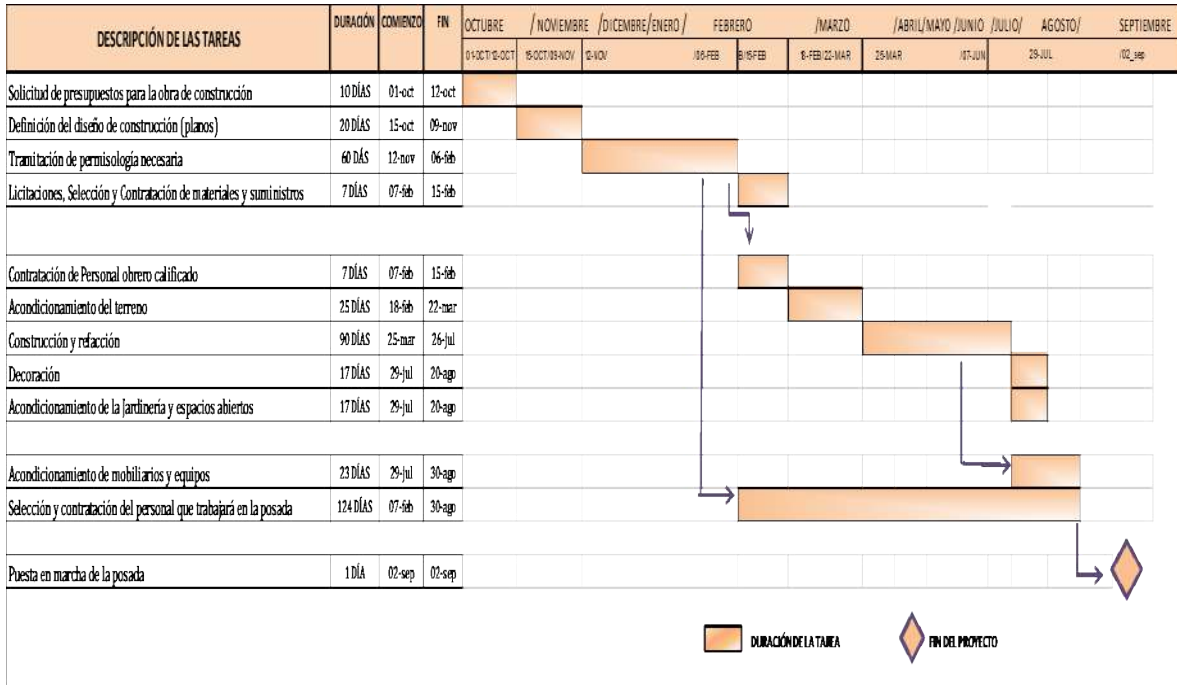 DESCRIPCIÓN DE LAS TAREAS DURACIÓN COMIENZO FIN OCTUBRE / NOVIEMBRE /DICEMBRE/ENERO / FEBRERO /MARZO /ABRIL/MAYO /JUNIO /JULIO/ AGOSTO/ SEPTIEMBRE
01-OCT/12-OCT 15-OCT/09-NOV 12-NOV /06-FEB 8/15-FEB 18-FEB/22-MAR 25-MAR /07-JUN 29-JUL /02_sep
Solicitud de presupuestos para la obra de construcción 10 DÍAS 01-oct 12-oct
Definición del diseño de construcción (planos) 20 DÍAS 15-oct 09-nov
Tramitación de permisología necesaria 60 DÁS 12-nov 06-feb
Licitaciones, Selección y Contratación de materiales y suministros 7 DÍAS 07-feb 15-feb
Contratación de Personal obrero calificado 7 DÍAS 07-feb 15-feb
Acondicionamiento del terreno 25 DÍAS 18-feb 22-mar
Construcción y refacción 90 DÍAS 25-mar 26-jul
Decoración 17 DÍAS 29-jul 20-ago
Acondicionamiento de la Jardinería y espacios abiertos 17 DÍAS 29-jul 20-ago
Acondicionamiento de mobiliarios y equipos 23 DÍAS 29-jul 30-ago
Selección y contratación del personal que trabajará en la posada 124 DÍAS 07-feb 30-ago
Puesta en marcha de la posada 1 DÍA 02-sep 02-sep
DURACIÓN DE LA TAREA FIN DEL PROYECTO